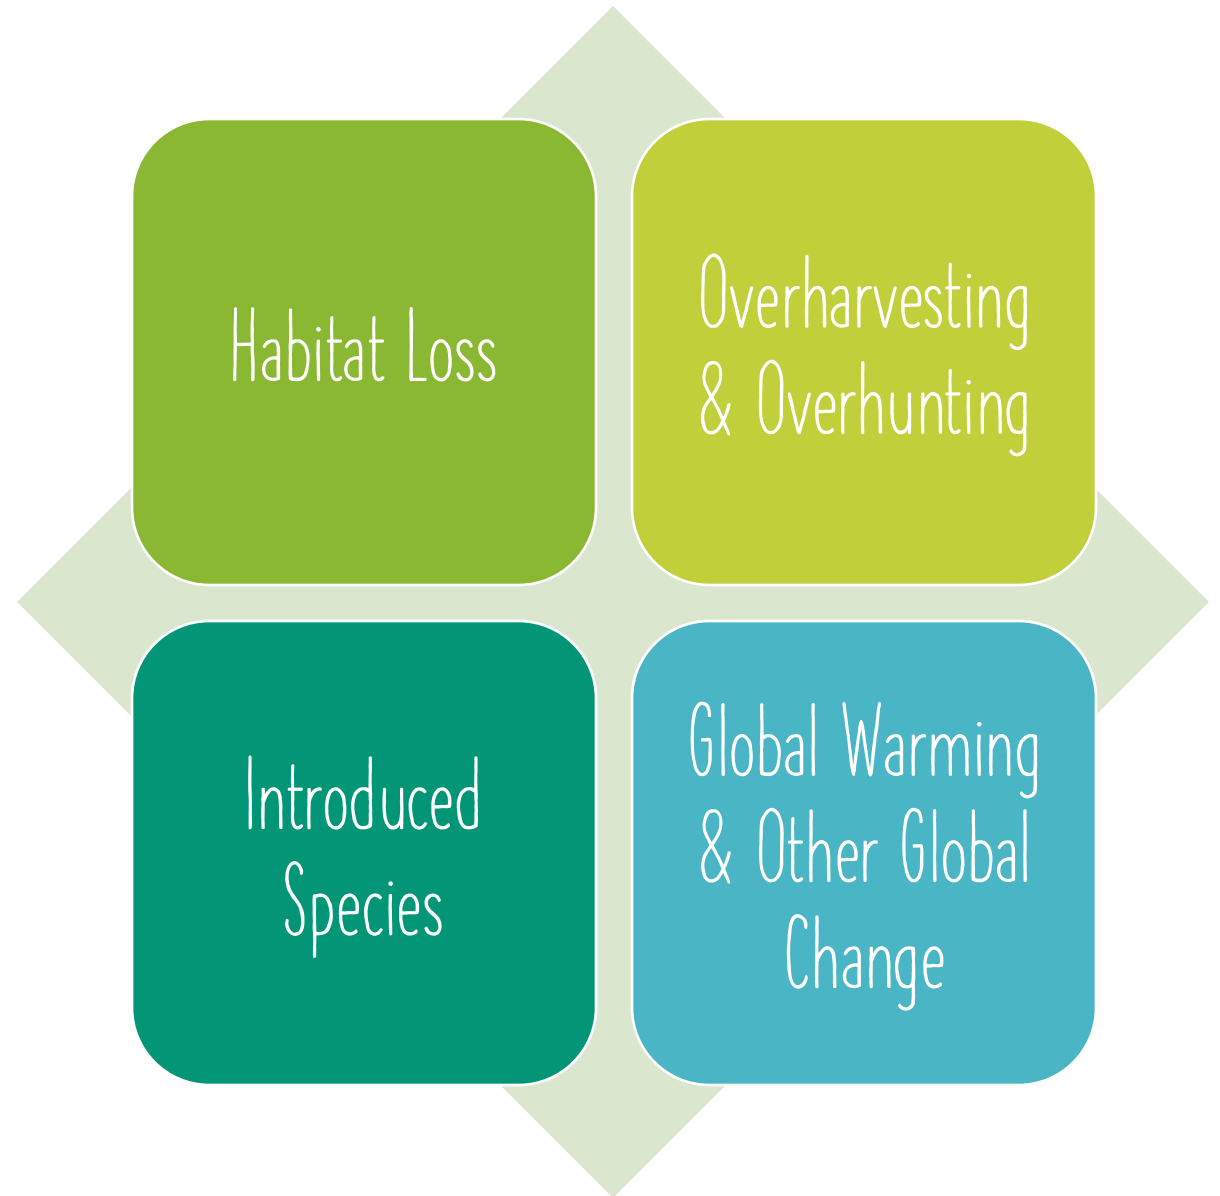 Habitat Loss
Overharvesting
& Overhunting
Introduced
Species
Global Warming
& Other Global
Change